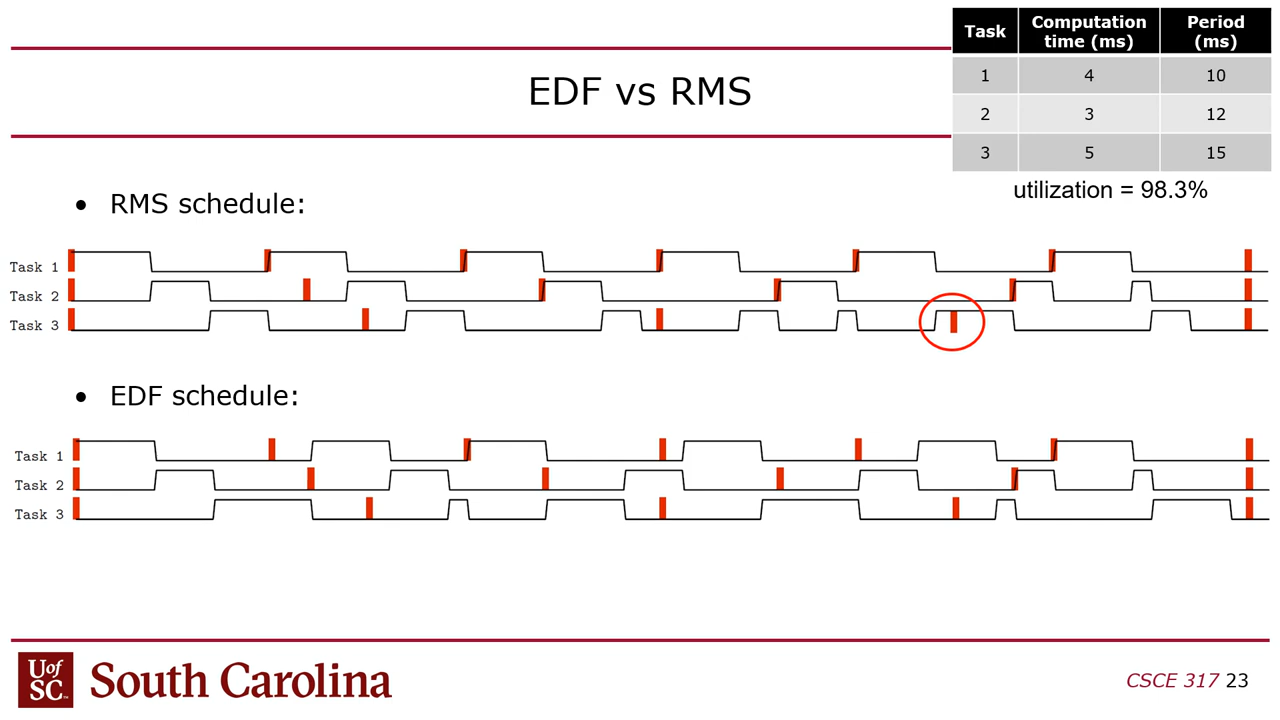 Task Computation time (ms) Period (ms)
1 4 10
2 3 12
3 5 15
EDF vs RMS
utilization = 98.3%
• RMS schedule:
Task 1
Task 2
Task 3
• EDF schedule:
Task 1
Task 2
Task 3
UofSC South Carolina
CSCE 317 23